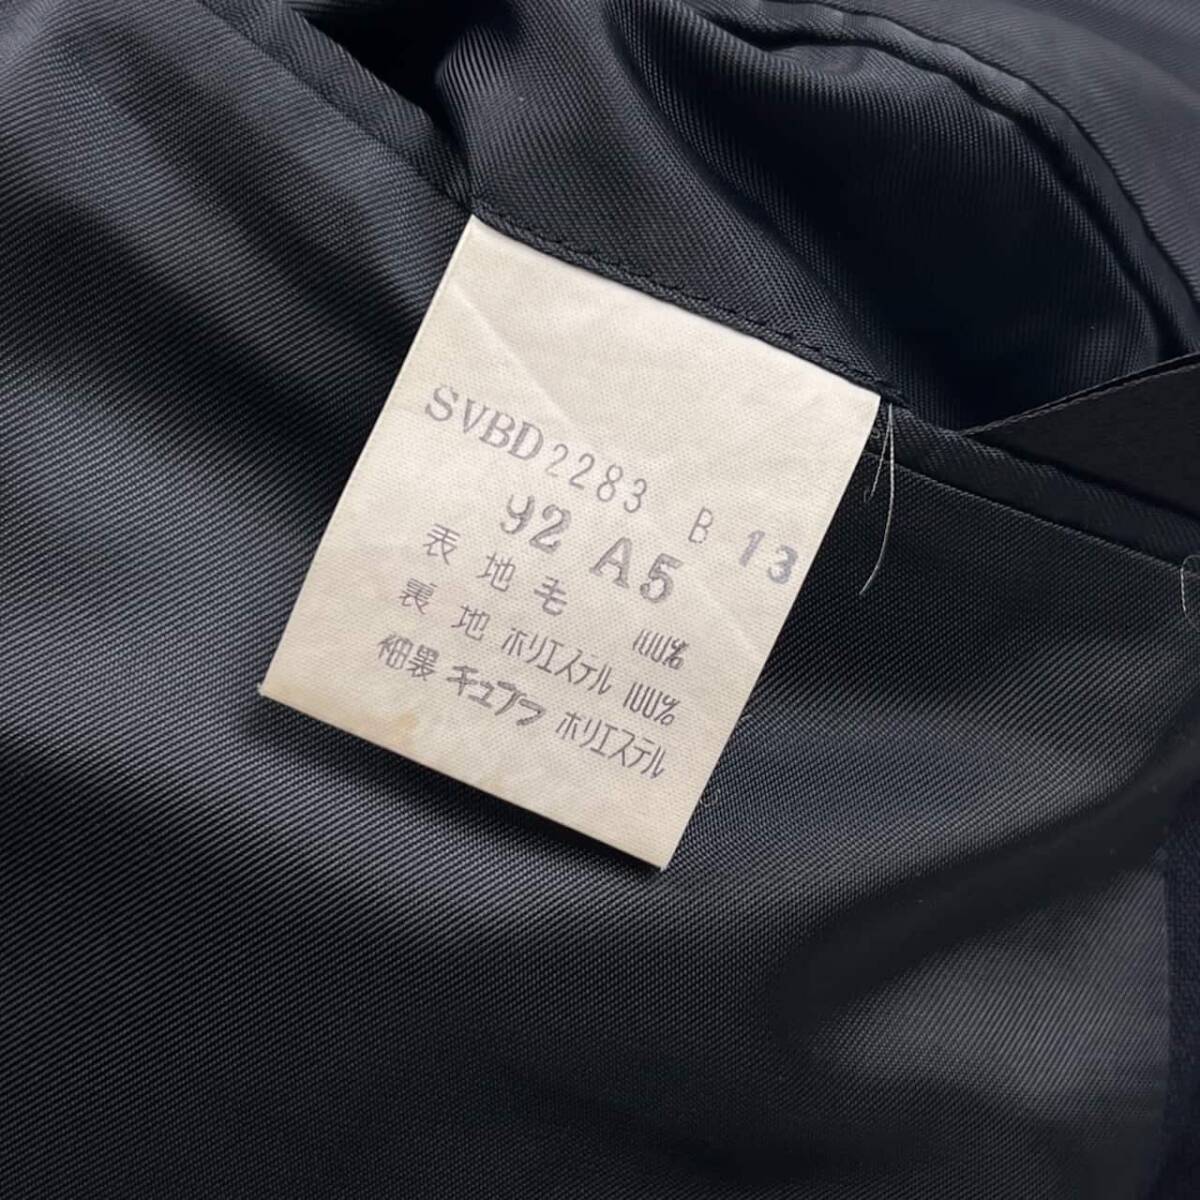 SVBD2283 B 13
92 A5
表地毛 100%
裏地 ポリエステル 100%
袖裏 キュプラ ポリエステル